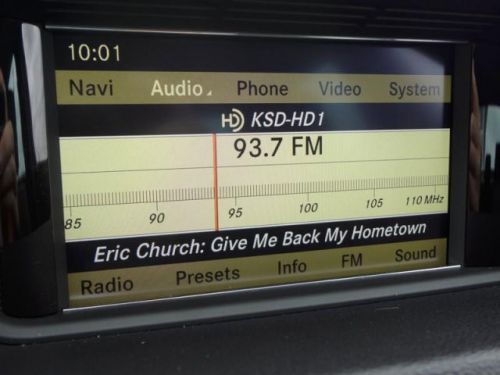 10:01
Navi Audio Phone Video System
HD KSD-HD1
93.7 FM
85 90 95 100 105 110 MHz
Eric Church: Give Me Back My Hometown
Radio Presets Info FM Sound